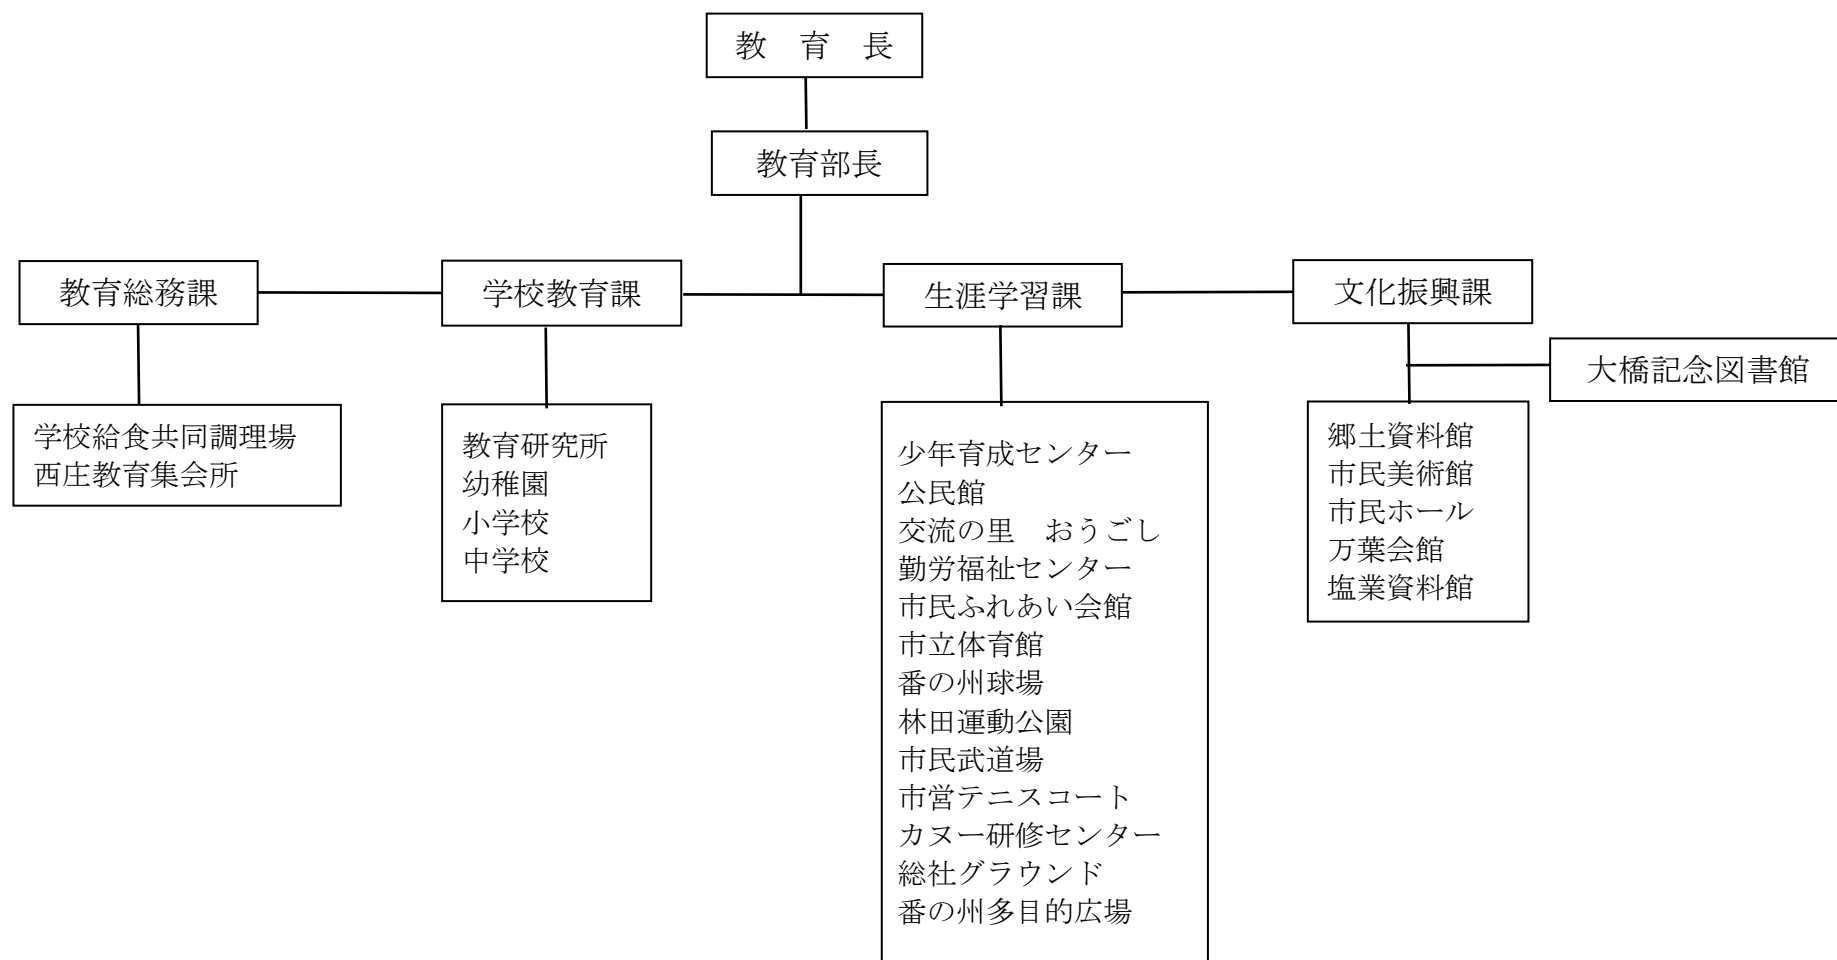 教　育　長
教育部長
教育総務課
学校教育課
生涯学習課
文化振興課
大橋記念図書館
学校給食共同調理場
西庄教育集会所
教育研究所
幼稚園
小学校
中学校
少年育成センター
公民館
交流の里　おうごし
勤労福祉センター
市民ふれあい会館
市立体育館
番の州球場
林田運動公園
市民武道場
市営テニスコート
カヌー研修センター
総社グラウンド
番の州多目的広場
郷土資料館
市民美術館
市民ホール
万葉会館
塩業資料館